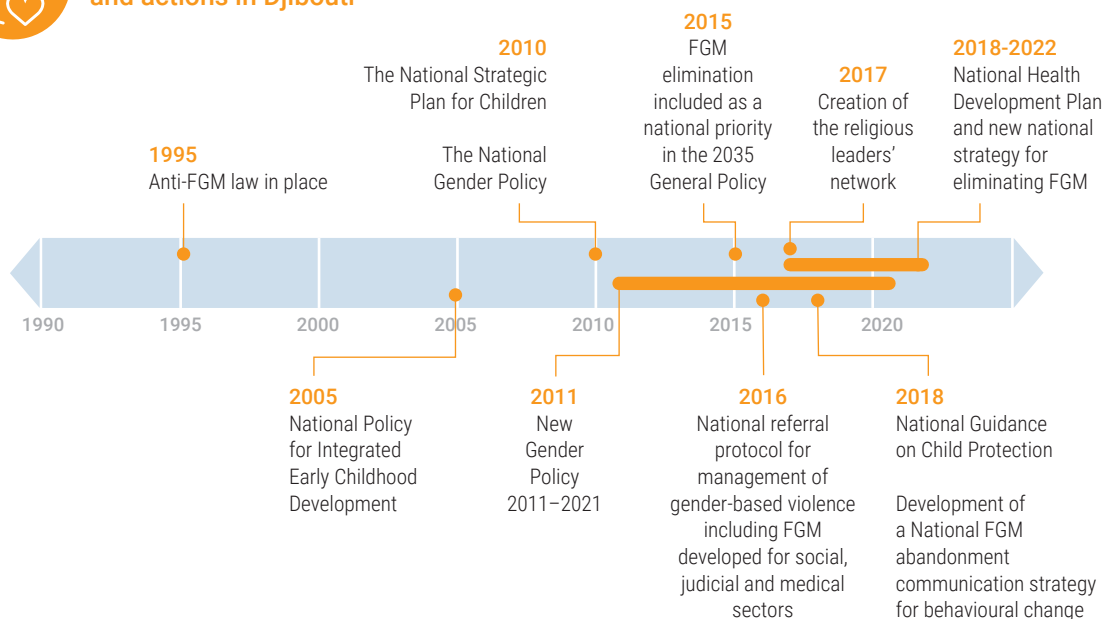 and actions in Djibouti
2010
The National Strategic
Plan for Children
The National
Gender Policy
2015
FGM
elimination
included as a
national priority
in the 2035
General Policy
2017
Creation of
the religious
leaders’
network
2018-2022
National Health
Development Plan
and new national
strategy for
eliminating FGM
1995
Anti-FGM law in place
1990
1995
2000
2005
2010
2015
2020
2005
National Policy
for Integrated
Early Childhood
Development
2011
New
Gender
Policy
2011–2021
2016
National referral
protocol for
management of
gender-based violence
including FGM
developed for social,
judicial and medical
sectors
2018
National Guidance
on Child Protection
Development of
a National FGM
abandonment
communication strategy
for behavioural change